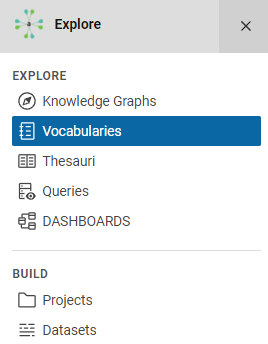 Explore
EXPLORE
Knowledge Graphs
Vocabularies
Thesauri
Queries
DASHBOARDS
BUILD
Projects
Datasets